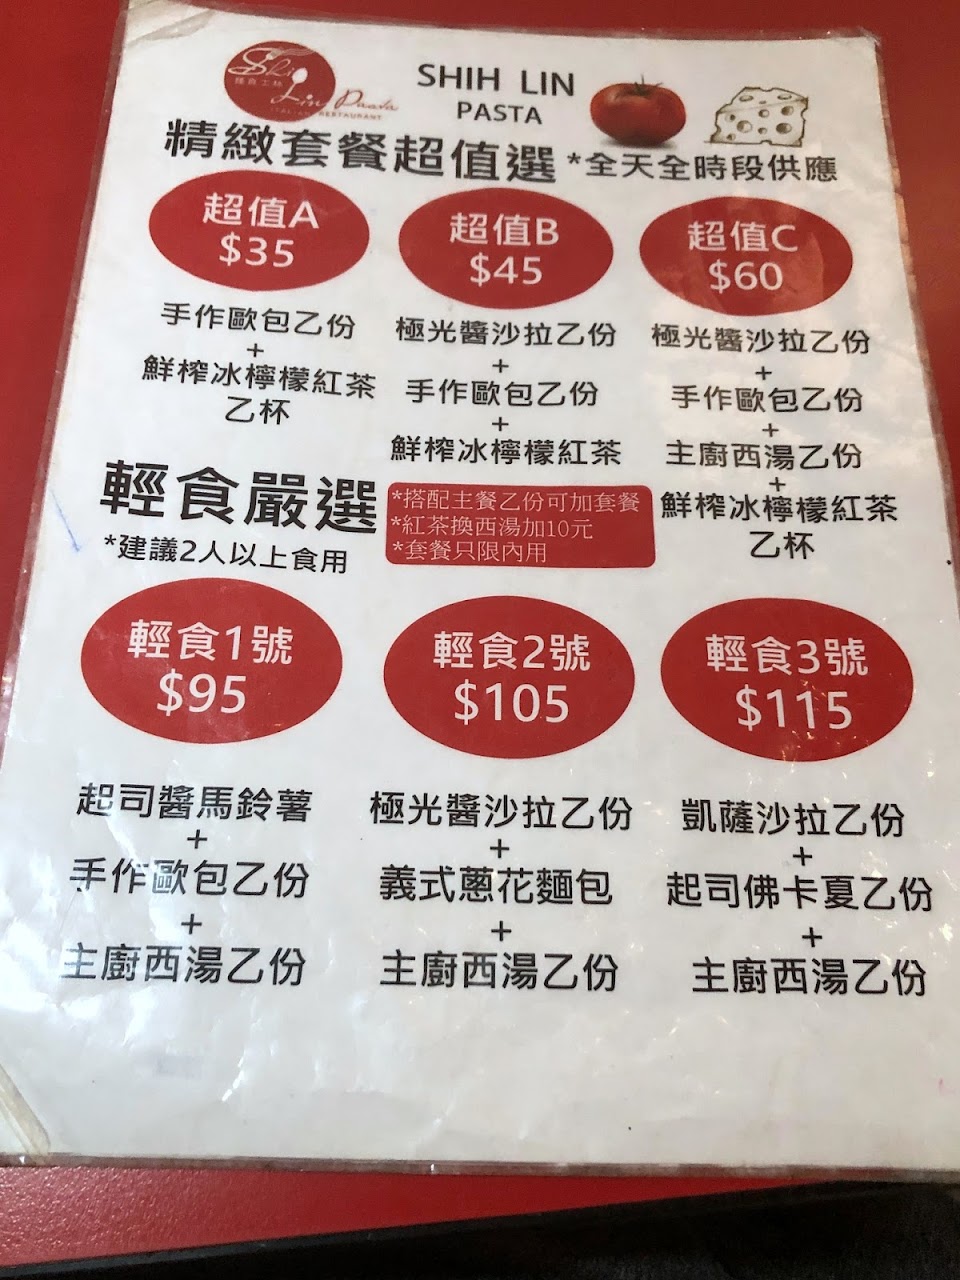 Shi Lin Pasta
RESTAURANT
SHIH LIN
PASTA
精緻套餐超值選 *全天全時段供應
超值A
$35
手作歐包乙份
+
鮮榨冰檸檬紅茶
乙杯
超值B
$45
極光醬沙拉乙份
+
手作歐包乙份
+
鮮榨冰檸檬紅茶
超值C
$60
極光醬沙拉乙份
+
手作歐包乙份
+
主廚西湯乙份
+
鮮榨冰檸檬紅茶
乙杯
輕食嚴選
*建議2人以上食用
*搭配主餐乙份可加套餐
*紅茶換西湯加10元
*套餐只限內用
輕食1號
$95
起司醬馬鈴薯
+
手作歐包乙份
+
主廚西湯乙份
輕食2號
$105
極光醬沙拉乙份
+
義式蔥花麵包
+
主廚西湯乙份
輕食3號
$115
凱薩沙拉乙份
+
起司佛卡夏乙份
+
主廚西湯乙份